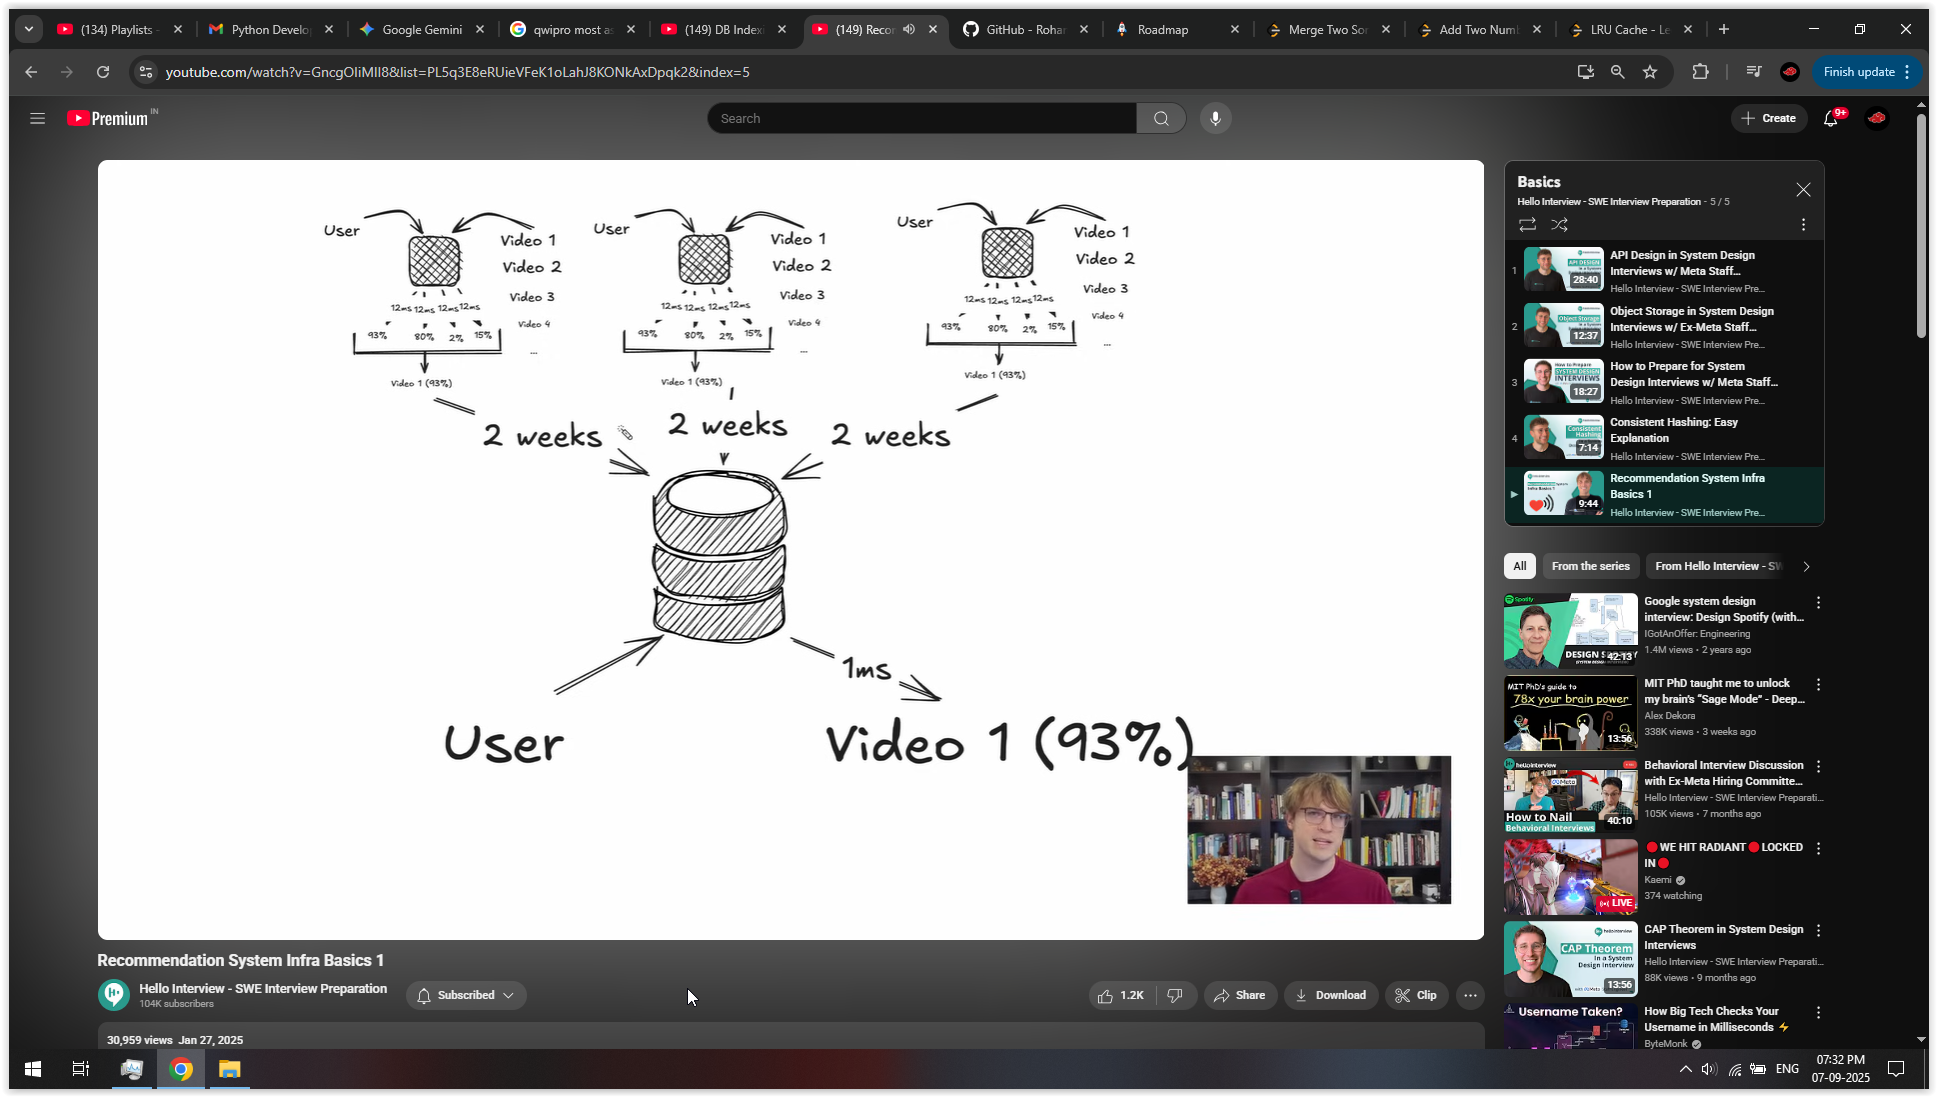 (134) Playlists -
Python Develo
Google Gemini
qwipro most as
(149) DB Index
(149) Recor
GitHub - Rohan
Roadmap
Merge Two Sor
Add Two Numb
LRU Cache - Le
Finish update
Premium IN
Search
Create
9+
User
Video 1
Video 2
Video 3
Video 4
...
12ms 12ms 12ms 12ms
93% 80% 2% 15%
Video 1 (93%)
User
Video 1
Video 2
Video 3
Video 4
...
12ms 12ms 12ms 12ms
93% 80% 2% 15%
Video 1 (93%)
User
Video 1
Video 2
Video 3
Video 4
...
12ms 12ms 12ms 12ms
93% 80% 2% 15%
Video 1 (93%)
2 weeks
2 weeks
2 weeks
1ms
User
Video 1 (93%)
Basics
Hello Interview - SWE Interview Preparation - 5 / 5
1
28:40
API Design in System Design
Interviews w/ Meta Staff...
Hello Interview - SWE Interview Pre...
2
12:37
Object Storage in System Design
Interviews w/ Ex-Meta Staff...
Hello Interview - SWE Interview Pre...
3
18:27
How to Prepare for System
Design Interviews w/ Meta Staff...
Hello Interview - SWE Interview Pre...
4
7:14
Consistent Hashing: Easy
Explanation
Hello Interview - SWE Interview Pre...
9:44
Recommendation System Infra
Basics 1
Hello Interview - SWE Interview Pre...
All
From the series
From Hello Interview - SW
Spotify
42:13
Google system design
interview: Design Spotify (with...
IGotAnOffer: Engineering
1.4M views • 2 years ago
MIT PhD's guide to
78x your brain power
13:56
MIT PhD taught me to unlock
my brain's “Sage Mode” - Deep...
Alex Dekora
338K views • 3 weeks ago
hellointerview
Meta
How to Nail
Behavioral Interviews
40:10
Behavioral Interview Discussion
with Ex-Meta Hiring Committe...
Hello Interview - SWE Interview Preparati...
105K views • 7 months ago
LIVE
🔴WE HIT RADIANT🔴LOCKED
IN🔴
Kaemi
374 watching
hellointerview
CAP Theorem
In a System
Design Interview
13:56
CAP Theorem in System Design
Interviews
Hello Interview - SWE Interview Preparati...
88K views • 9 months ago
Username Taken?
How Big Tech Checks Your
Username in Milliseconds ⚡
ByteMonk
Recommendation System Infra Basics 1
Hello Interview - SWE Interview Preparation
104K subscribers
Subscribed
1.2K
Share
Download
Clip
30,959 views Jan 27, 2025
ENG
07:32 PM
07-09-2025